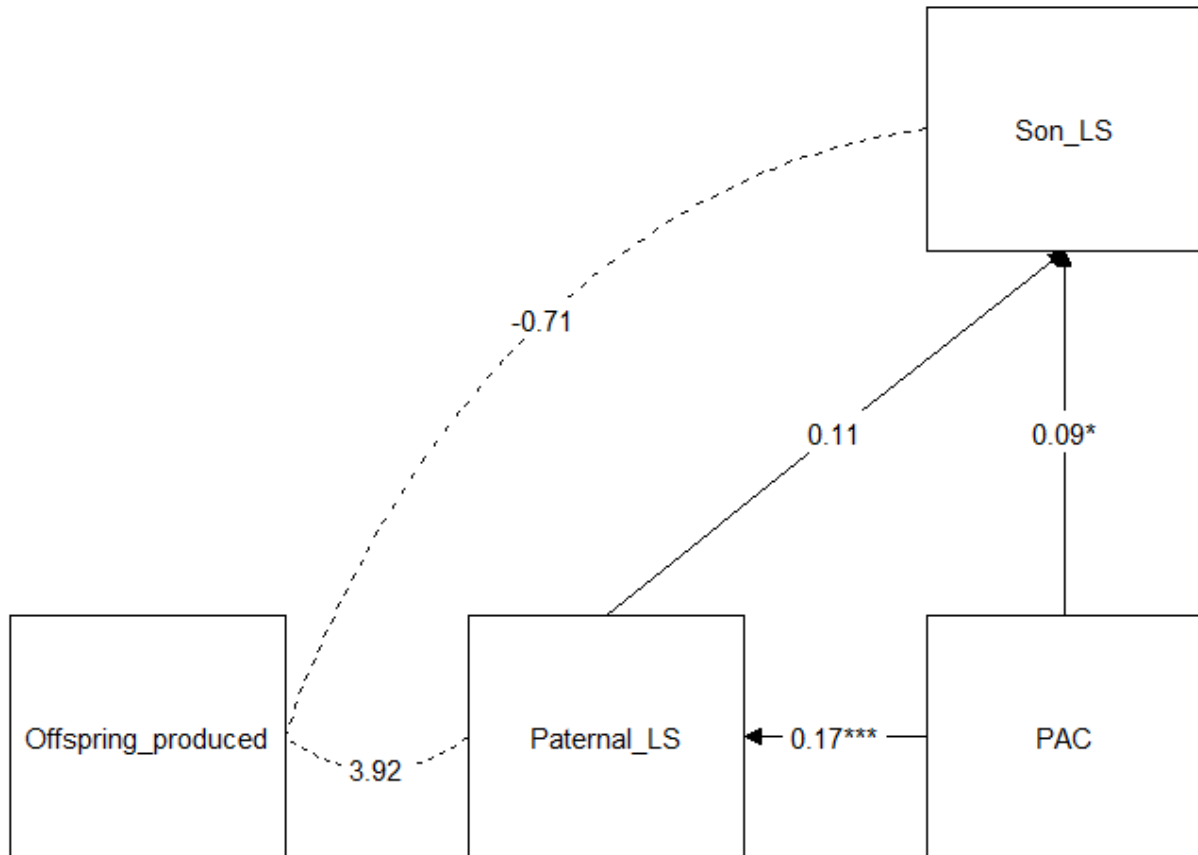 Son_LS
-0.71
0.11
0.09*
Offspring_produced
3.92
Paternal_LS
0.17***
PAC